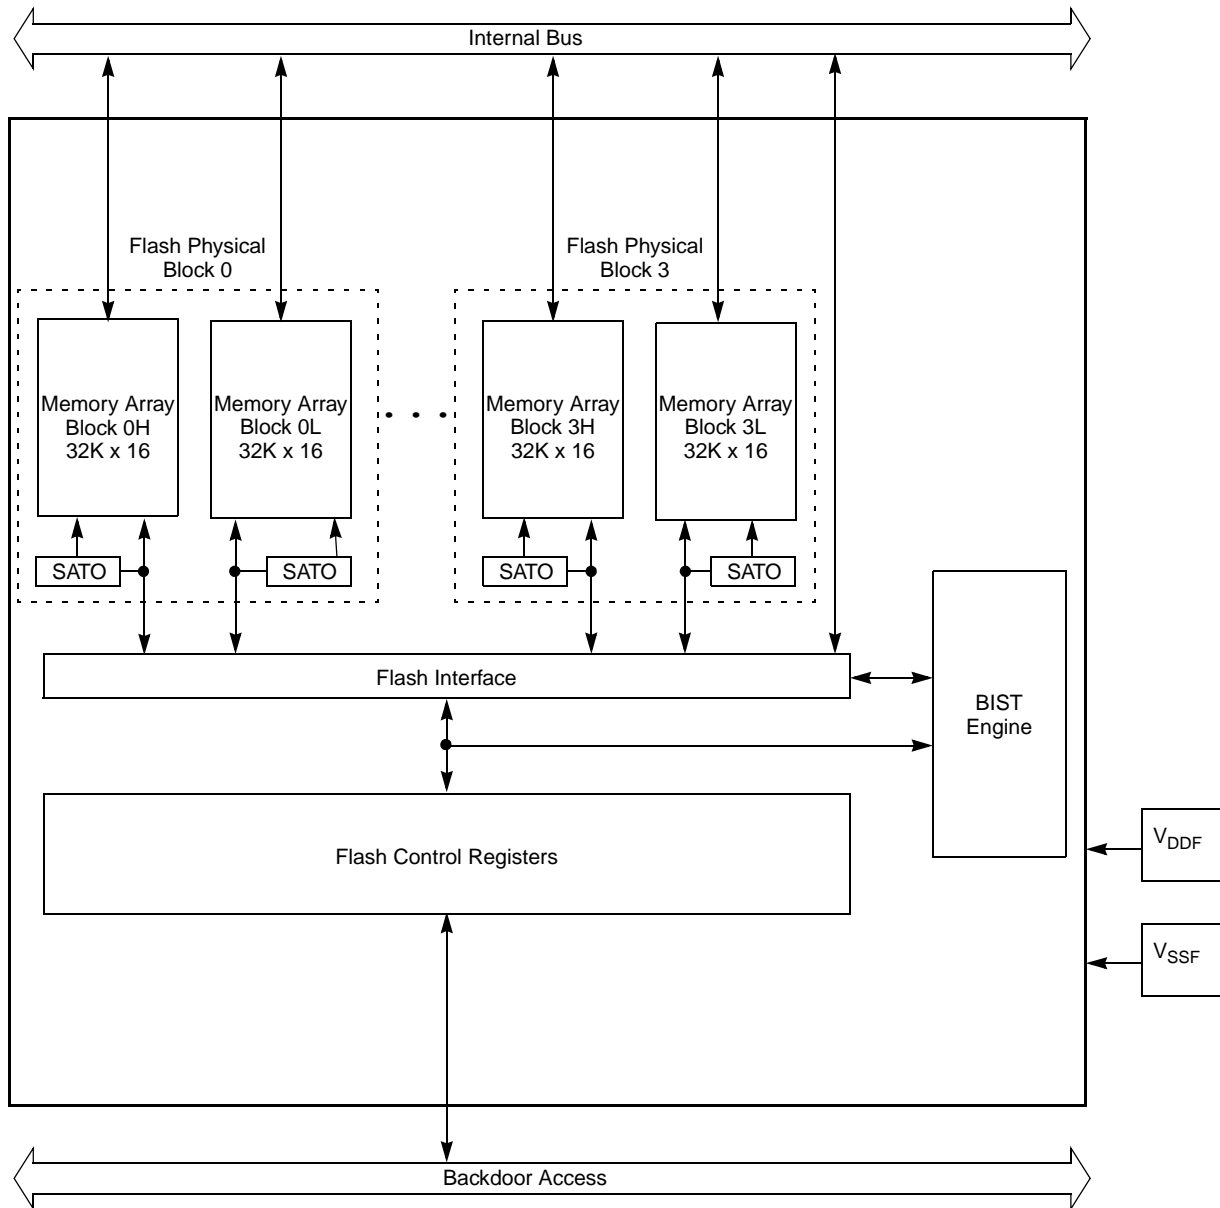 Internal Bus
Flash Physical
Block 0
Flash Physical
Block 3
Memory Array
Block 0H
32K x 16
Memory Array
Block 0L
32K x 16
Memory Array
Block 3H
32K x 16
Memory Array
Block 3L
32K x 16
SATO
SATO
SATO
SATO
Flash Interface
BIST
Engine
Flash Control Registers
VDDF
VSSF
Backdoor Access